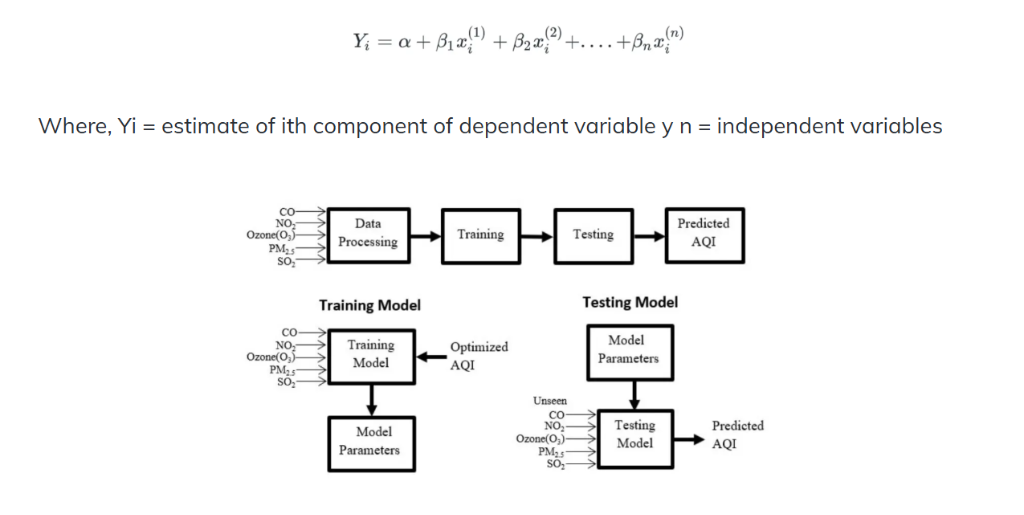 Yᵢ = α + β₁xᵢ⁽¹⁾ + β₂xᵢ⁽²⁾ +....+βₙxᵢ⁽ⁿ⁾
Where, Yi = estimate of ith component of dependent variable y n = independent variables
CO
NO₂
Ozone(O₃)
PM₂.₅
SO₂
Data
Processing
Training
Testing
Predicted
AQI
Training Model
CO
NO₂
Ozone(O₃)
PM₂.₅
SO₂
Training
Model
Optimized
AQI
Model
Parameters
Testing Model
Model
Parameters
Unseen
CO
NO₂
Ozone(O₃)
PM₂.₅
SO₂
Testing
Model
Predicted
AQI